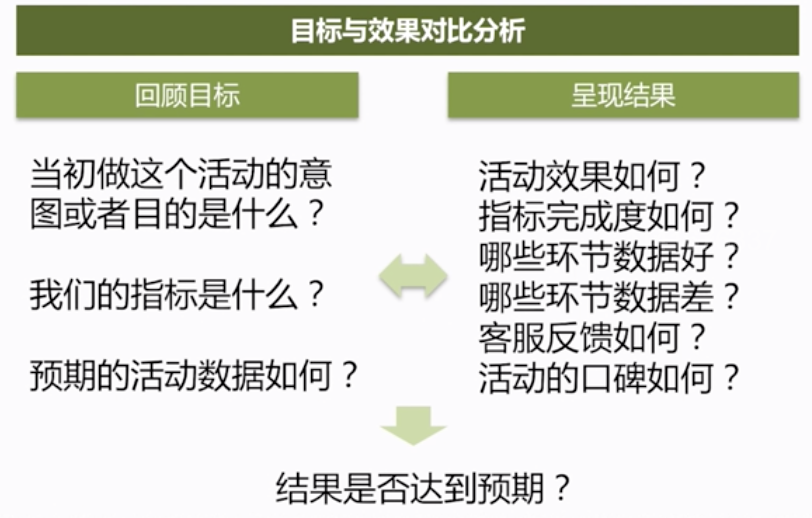 目标与效果对比分析
回顾目标
当初做这个活动的意
图或者目的是什么？
我们的指标是什么？
预期的活动数据如何？
呈现结果
活动效果如何？
指标完成度如何？
哪些环节数据好？
哪些环节数据差？
客服反馈如何？
活动的口碑如何？
结果是否达到预期？